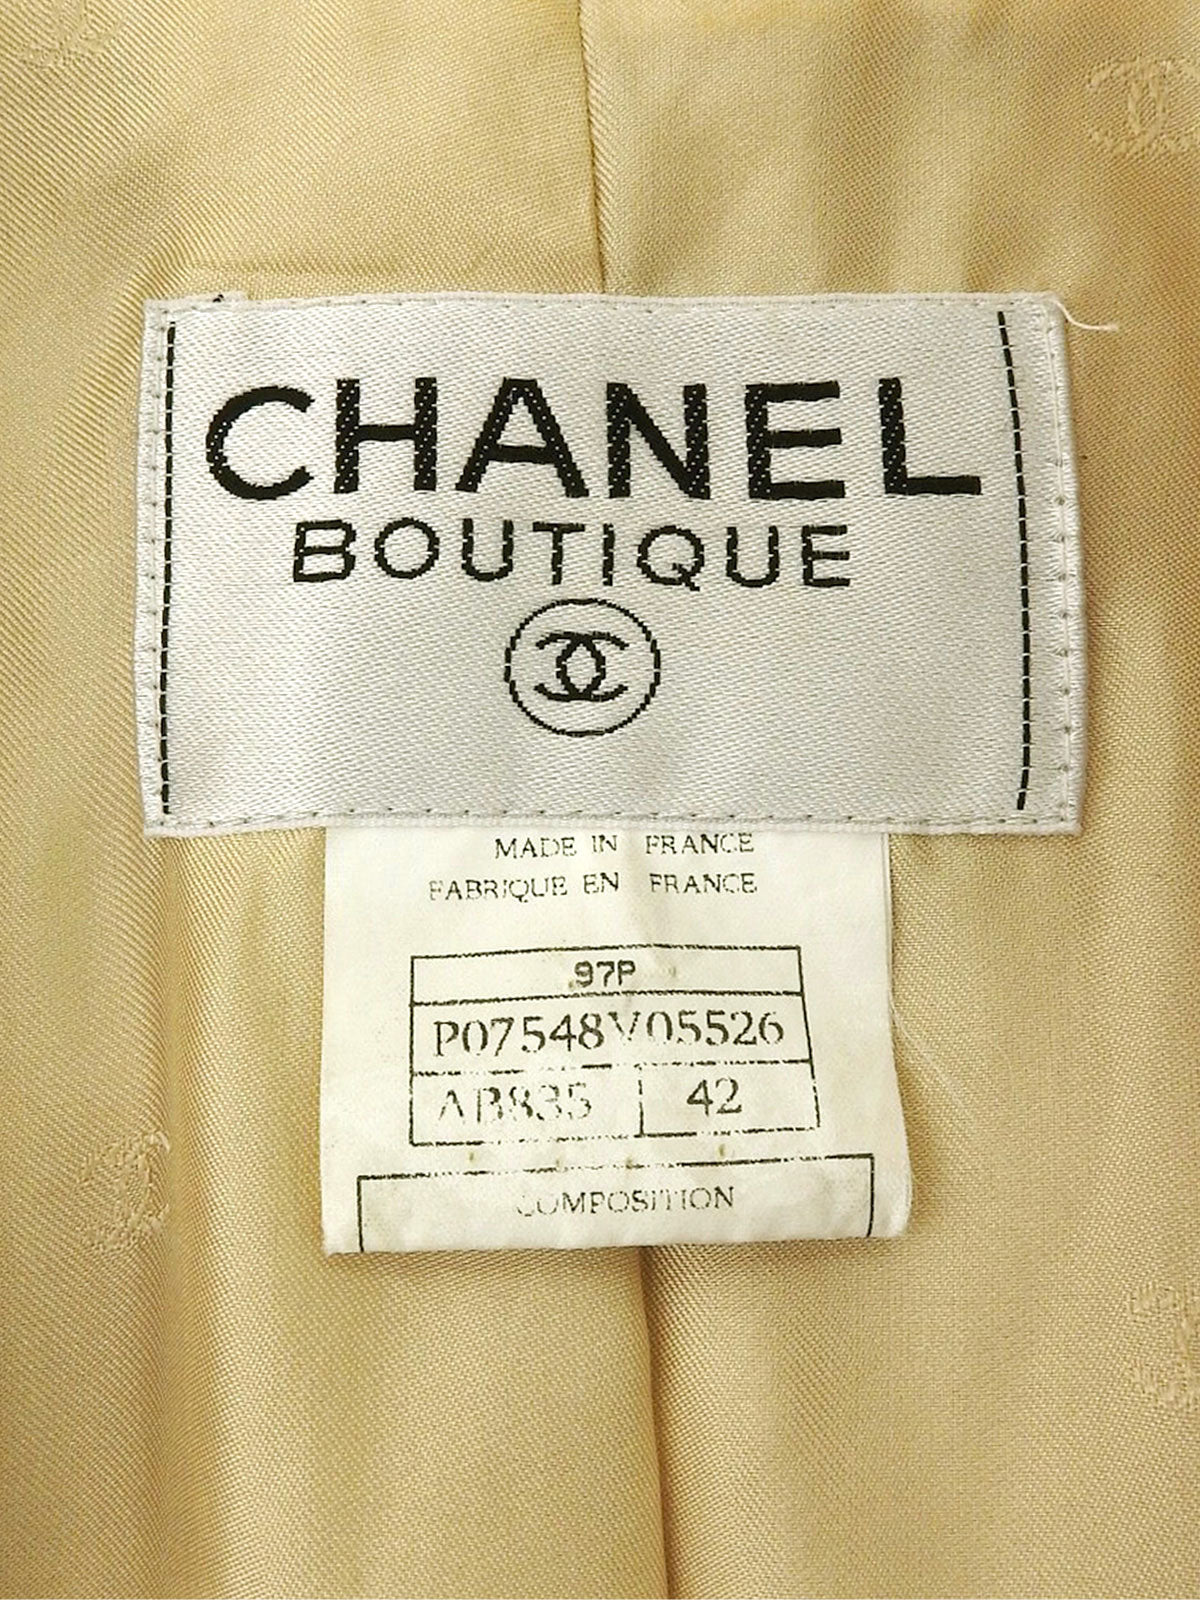 CHANEL
BOUTIQUE
MADE IN FRANCE
FABRIQUE EN FRANCE
97P
P07548V05526
AB835 42
COMPOSITION